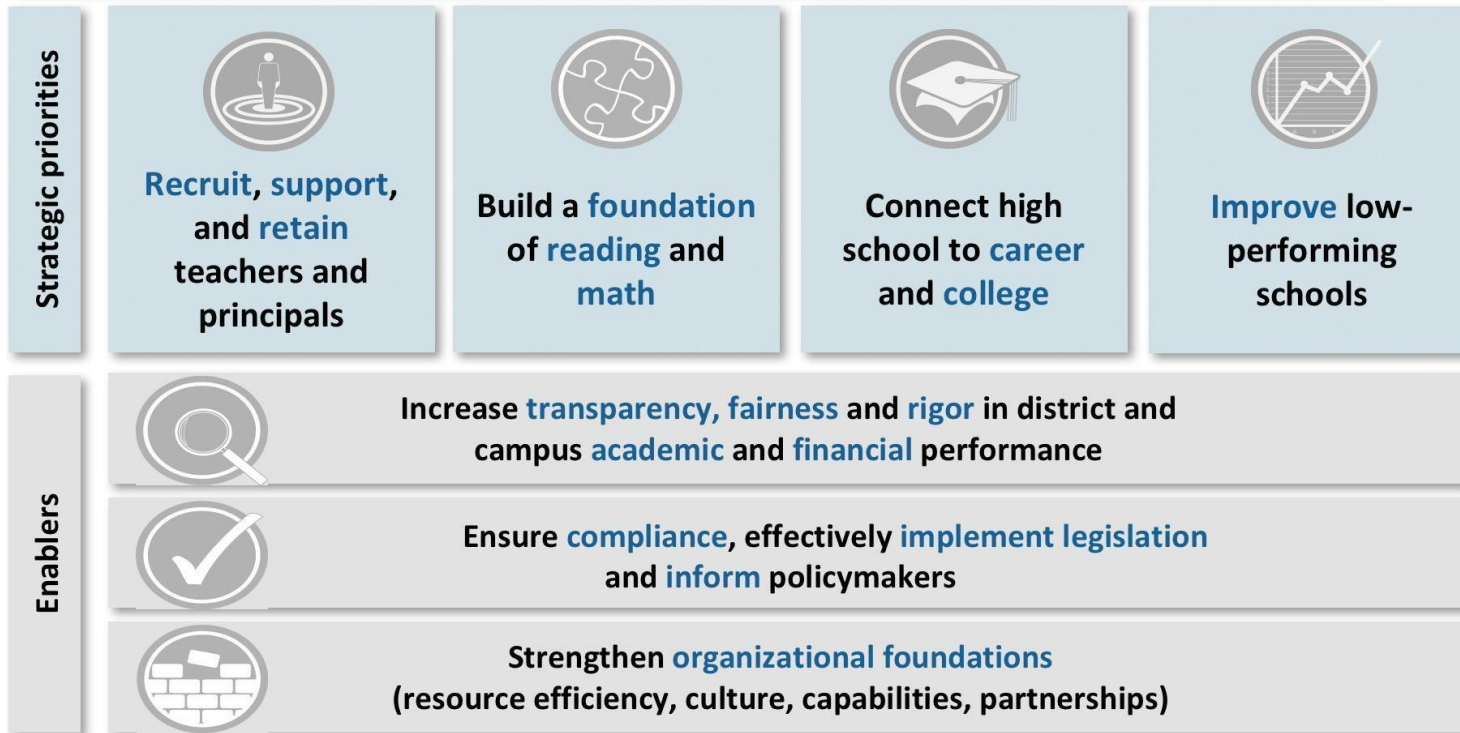 Strategic priorities
Recruit, support,
and retain
teachers and
principals
Build a foundation
of reading and
math
Connect high
school to career
and college
Improve low-
performing
schools
Enablers
Increase transparency, fairness and rigor in district and
campus academic and financial performance
Ensure compliance, effectively implement legislation
and inform policymakers
Strengthen organizational foundations
(resource efficiency, culture, capabilities, partnerships)